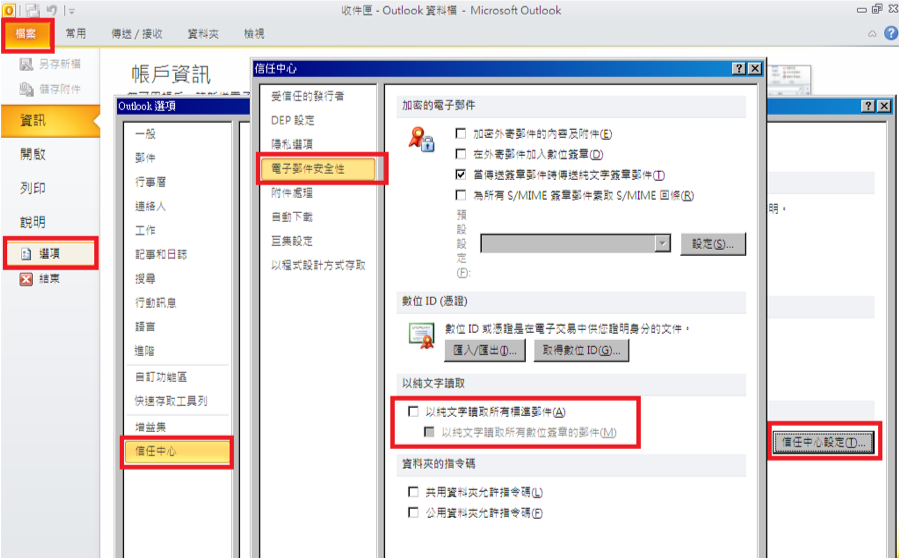 收件匣 - Outlook 資料檔 - Microsoft Outlook
檔案 常用 傳送 / 接收 資料夾 檢視
另存新檔
儲存附件
資訊
開啟
列印
說明
選項
結束
帳戶資訊
Outlook 選項
一般
郵件
行事曆
連絡人
工作
記事和日誌
搜尋
行動訊息
語言
進階
自訂功能區
快速存取工具列
增益集
信任中心
信任中心
受信任的發行者
DEP 設定
隱私選項
電子郵件安全性
附件處理
自動下載
巨集設定
以程式設計方式存取
加密的電子郵件
加密外寄郵件的內容及附件(E)
在外寄郵件加入數位簽章(D)
當傳送簽章郵件時傳送純文字簽章郵件(T)
為所有 S/MIME 簽章郵件索取 S/MIME 回條(R)
預設設定(F):
設定(S)...
數位 ID (憑證)
數位 ID 或憑證是在電子交易中供您證明身分的文件。
匯入/匯出(I)... 取得數位 ID(G)...
以純文字讀取
以純文字讀取所有標準郵件(A)
以純文字讀取所有數位簽章的郵件(M)
資料夾的指令碼
共用資料夾允許指令碼(L)
公用資料夾允許指令碼(F)
明。
信任中心設定(T)...